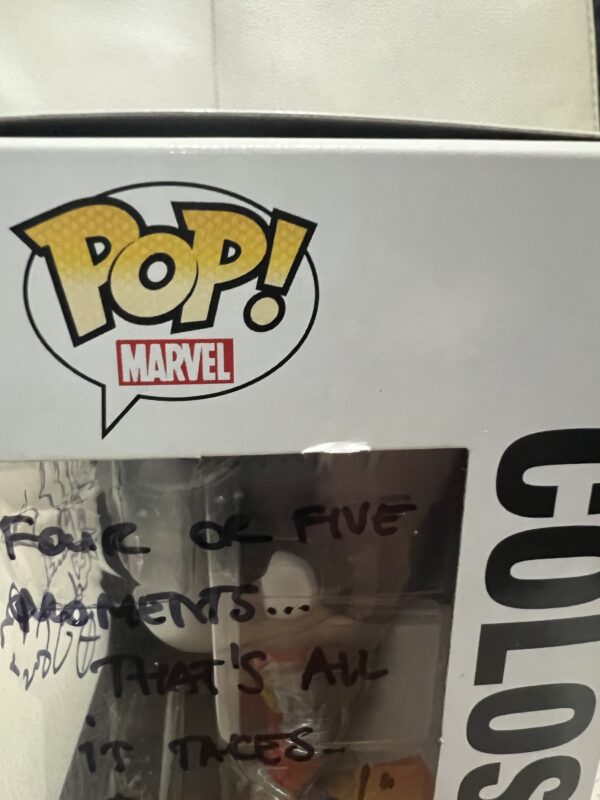 POP!
MARVEL
COLOS
FOUR OR FIVE
MOMENTS...
THAT'S ALL
IT TAKES-